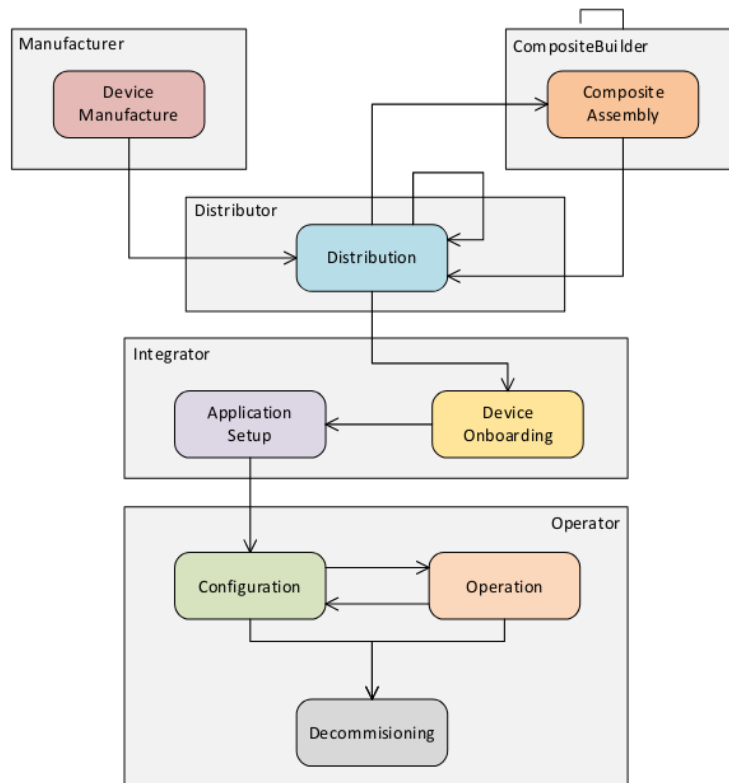 Manufacturer
CompositeBuilder
Device
Manufacture
Composite
Assembly
Distributor
Distribution
Integrator
Application
Setup
Device
Onboarding
Operator
Configuration
Operation
Decommisioning